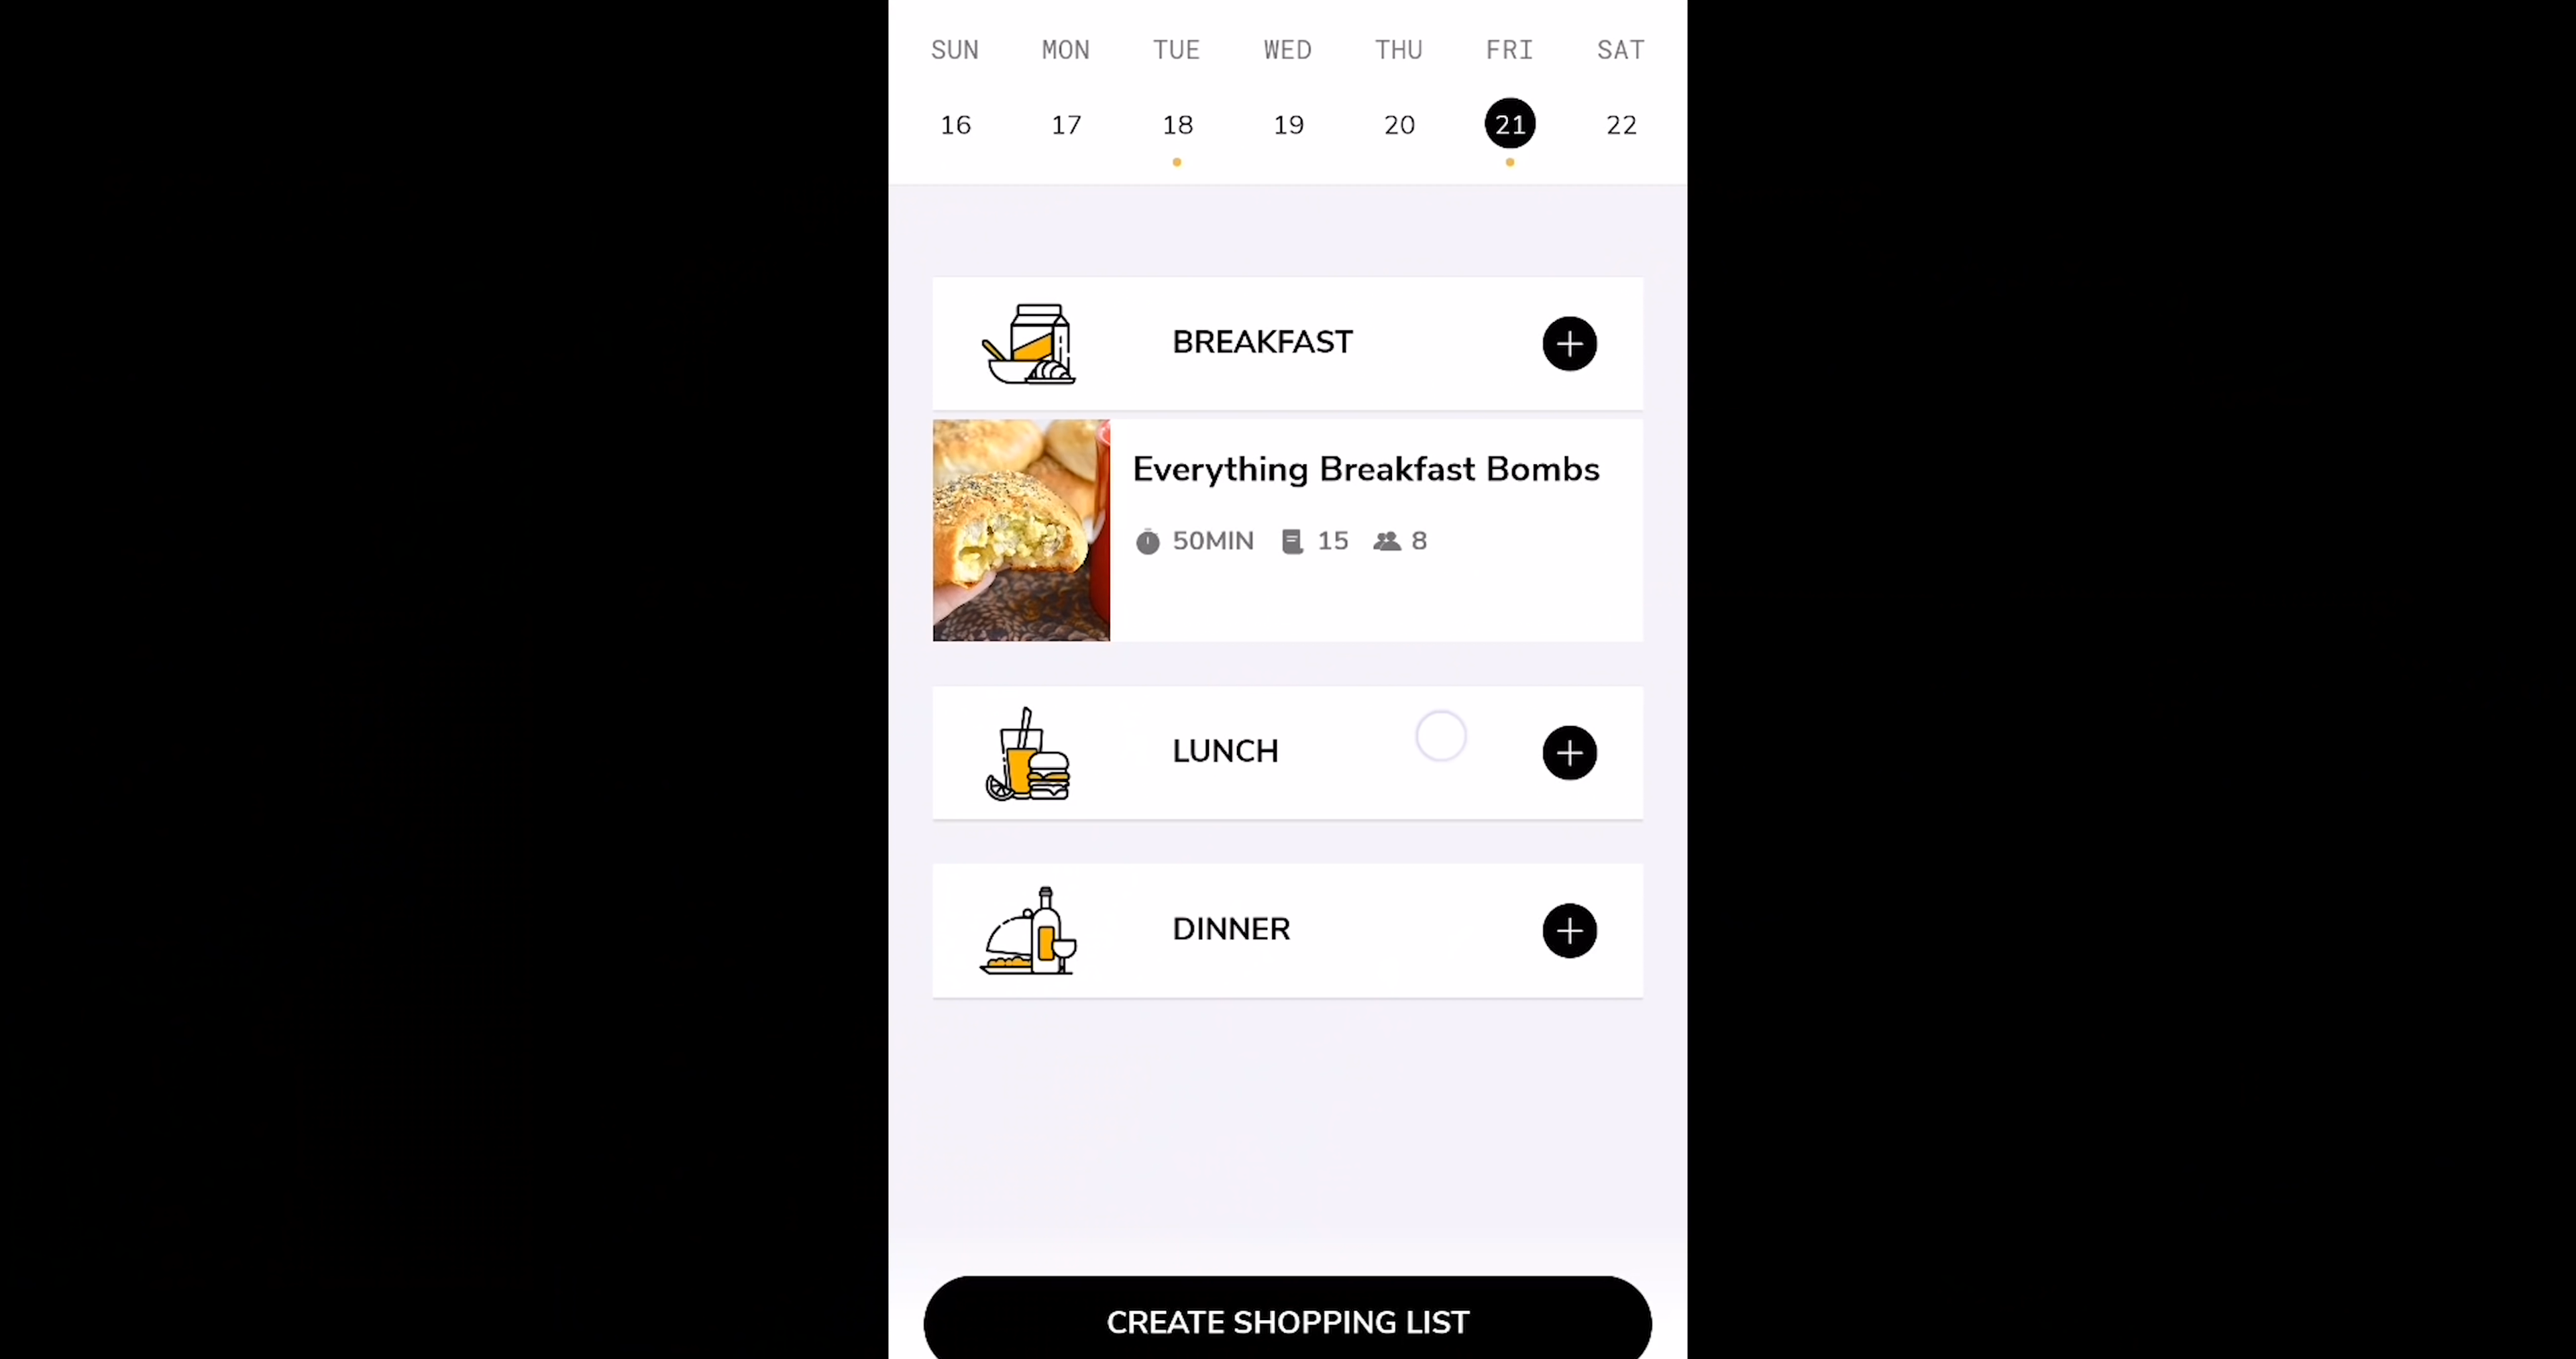 SUN MON TUE WED THU FRI SAT
16 17 18 19 20 21 22
BREAKFAST
Everything Breakfast Bombs
50MIN 15 8
LUNCH
DINNER
CREATE SHOPPING LIST